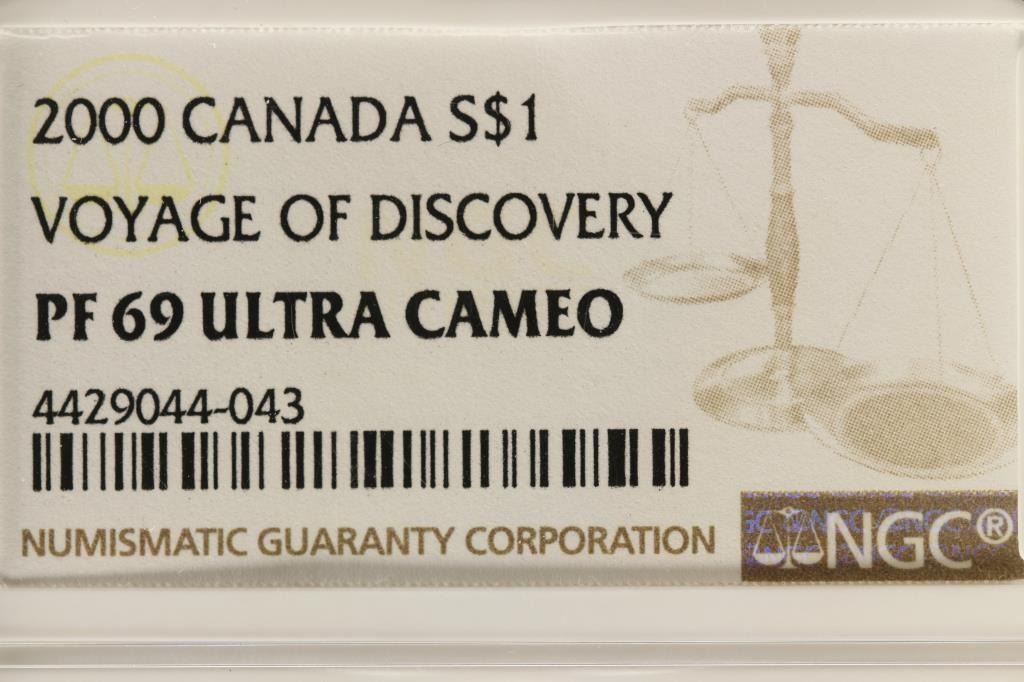 2000 CANADA S$1
VOYAGE OF DISCOVERY
PF 69 ULTRA CAMEO
4429044-043
NUMISMATIC GUARANTY CORPORATION
NGC®